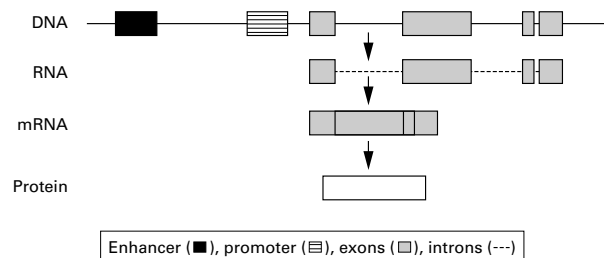 DNA
RNA
mRNA
Protein
Enhancer (■), promoter (▤), exons (□), introns (---)